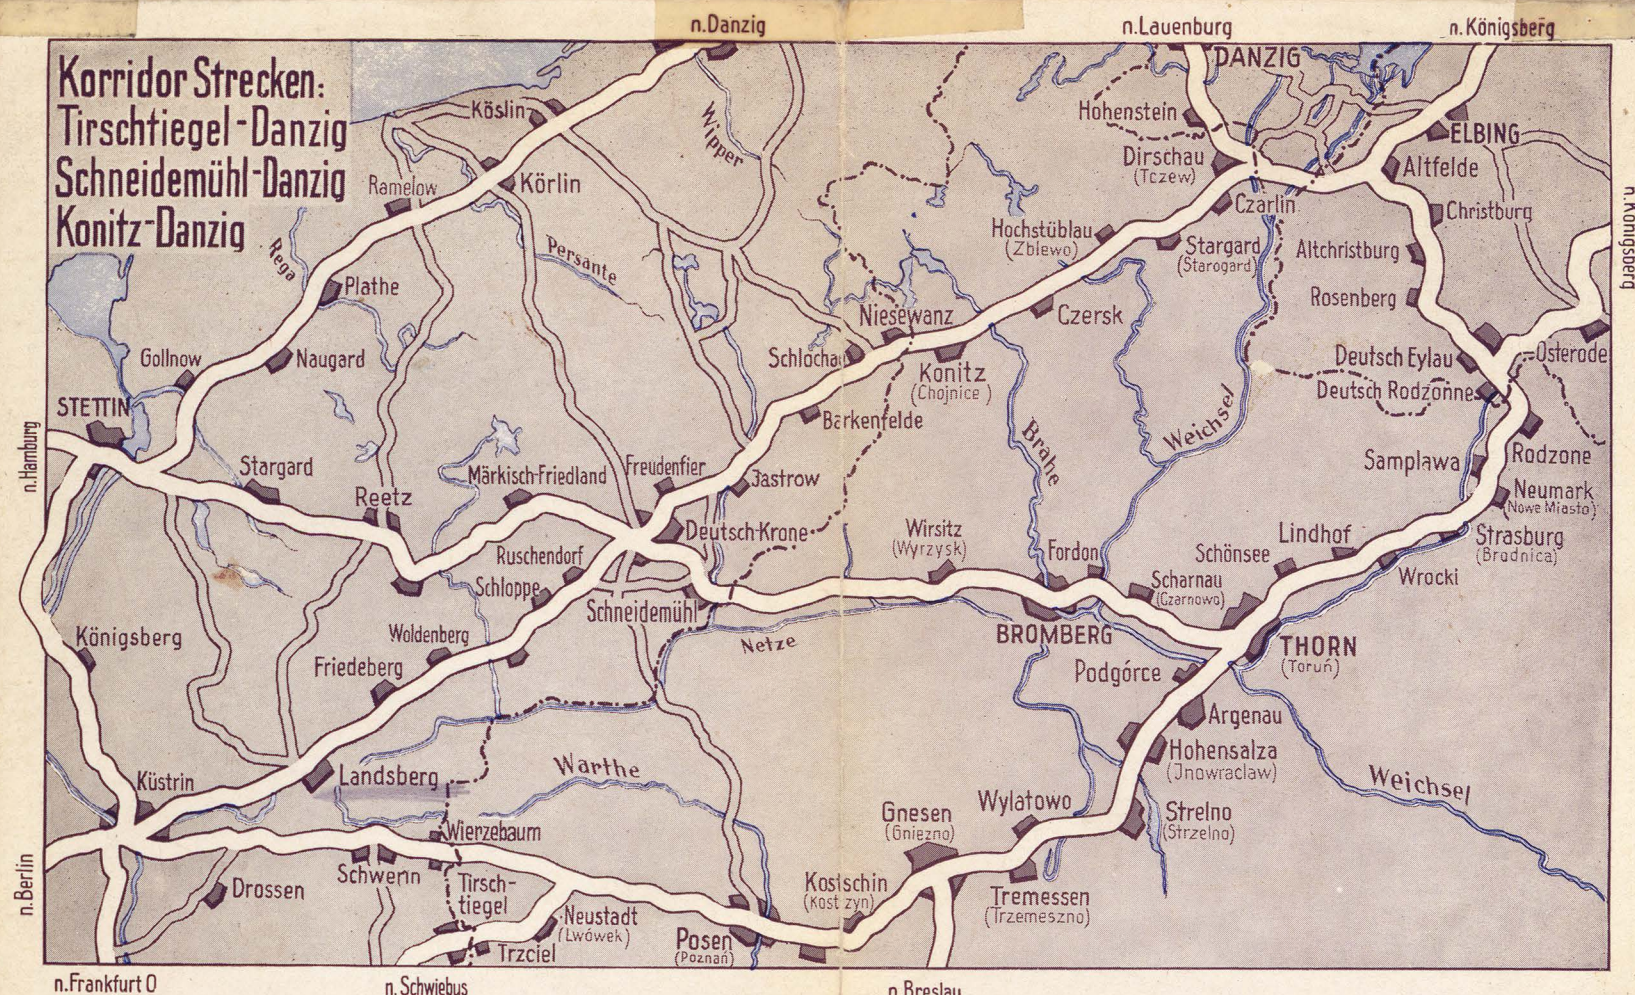 n.Danzig
n.Lauenburg
n.Königsberg
Korridor Strecken:
Tirschtiegel-Danzig
Schneidemühl-Danzig
Konitz-Danzig
Köslin
Wipper
DANZIG
Hohenstein
ELBING
Dirschau
(Tczew)
Altfelde
Ramelow
Körlin
Czarlin
Christburg
n.Königsberg
Rega
Persante
Hochstüblau
(Zblewo)
Stargard
(Starogard)
Altchristburg
Plathe
Rosenberg
Niesewanz
Czersk
Gollnow
Naugard
Schlochau
Konitz
(Chojnice)
Deutsch Eylau
Osterode
Deutsch Rodzonne
STETTIN
Barkenfelde
Brahe
Weichsel
n.Hamburg
Stargard
Reetz
Märkisch-Friedland
Freudenfier
Jastrow
Samplawa
Rodzone
Neumark
(Nowe Miasto)
Deutsch-Krone
Wirsitz
(Wyrzysk)
Fordon
Schönsee
Lindhof
Strasburg
(Brodnica)
Ruschendorf
Schloppe
Schneidemühl
Scharnau
(Czarnowo)
Wrocki
Königsberg
Woldenberg
Netze
BROMBERG
THORN
(Toruń)
Friedeberg
Podgórce
Argenau
Küstrin
Landsberg
Warthe
Hohensalza
(Jnowraclaw)
Weichsel
Wierzebaum
Gnesen
(Gniezno)
Wylatowo
Strelno
(Strzelno)
n.Berlin
Drossen
Schwerin
Tirsch-
tiegel
Kostschin
(Kostzyn)
Tremessen
(Trzemeszno)
Neustadt
(Lwówek)
Trzciel
Posen
(Poznań)
n.Frankfurt O
n. Schwiebus
n. Breslau